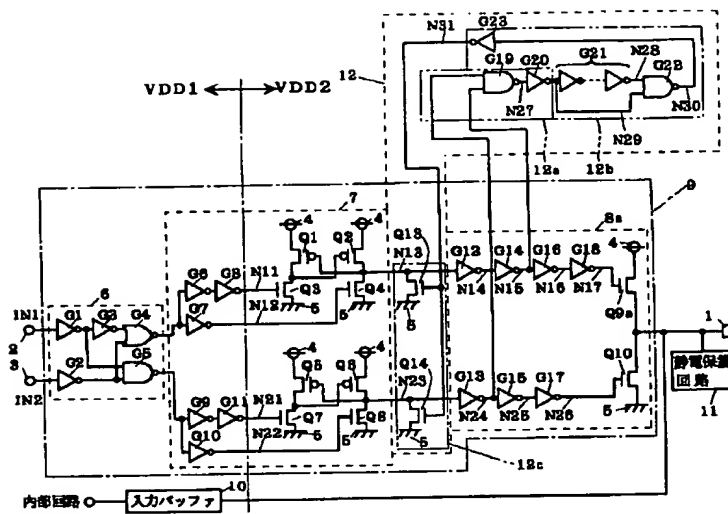 N31
G23
G19
G20
G21
N28
G22
N30
N27
N29
12
12a
12b
VDD1
VDD2
9
7
8a
4
4
Q1
Q2
Q13
N13
4
G12
G14
G16
G18
6
G6
G8
N11
Q3
Q4
N14
N15
N16
N17
IN1
G1
G3
G4
G7
N12
5
5
5
Q9a
2
3
G2
G5
4
4
1
IN2
Q5
Q6
Q14
N23
G13
G15
G17
Q10
静電保護
回路
G9
G11
N21
Q7
Q8
N24
N25
N26
5
11
G10
N22
5
5
5
12c
10
内部回路
入力バッファ